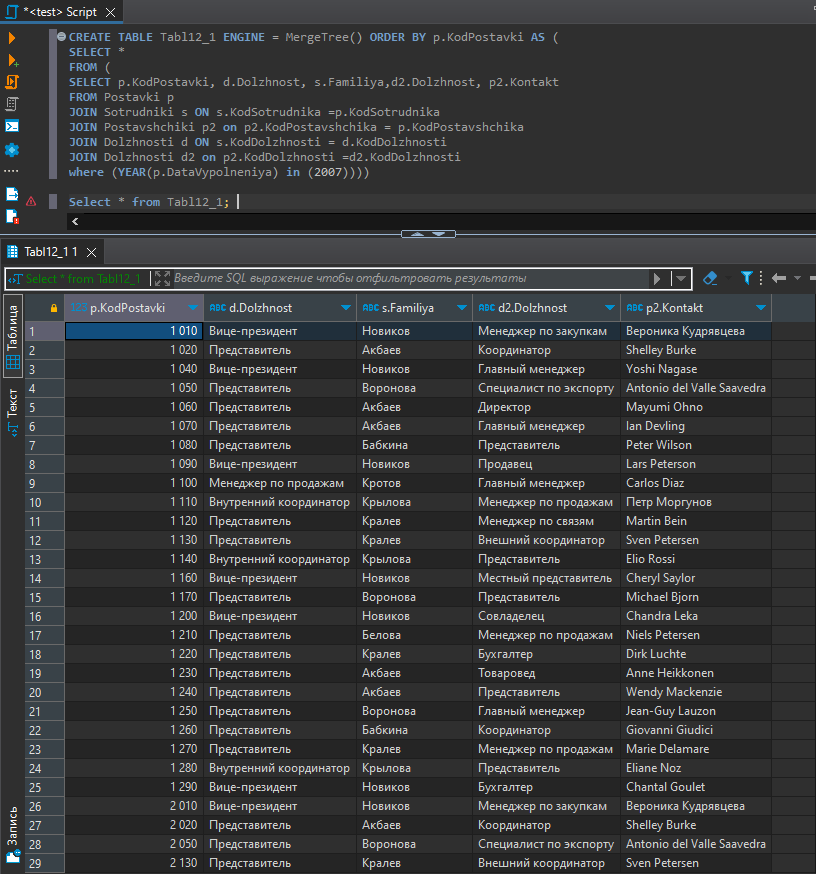 *<test> Script
CREATE TABLE Tabl12_1 ENGINE = MergeTree() ORDER BY p.KodPostavki AS (
SELECT *
FROM (
SELECT p.KodPostavki, d.Dolzhnost, s.Familiya,d2.Dolzhnost, p2.Kontakt
FROM Postavki p
JOIN Sotrudniki s ON s.KodSotrudnika =p.KodSotrudnika
JOIN Postavshchiki p2 on p2.KodPostavshchika = p.KodPostavshchika
JOIN Dolzhnosti d ON s.KodDolzhnosti = d.KodDolzhnosti
JOIN Dolzhnosti d2 on p2.KodDolzhnosti =d2.KodDolzhnosti
where (YEAR(p.DataVypolneniya) in (2007))))
Select * from Tabl12_1;
Tabl12_1 1
Select * from Tabl12_1 Введите SQL выражение чтобы отфильтровать результаты
Таблица
Текст
Запись
123 p.KodPostavki ABC d.Dolzhnost ABC s.Familiya ABC d2.Dolzhnost ABC p2.Kontakt
1 1 010 Вице-президент Новиков Менеджер по закупкам Вероника Кудрявцева
2 1 020 Представитель Акбаев Координатор Shelley Burke
3 1 040 Вице-президент Новиков Главный менеджер Yoshi Nagase
4 1 050 Представитель Воронова Специалист по экспорту Antonio del Valle Saavedra
5 1 060 Представитель Акбаев Директор Mayumi Ohno
6 1 070 Представитель Акбаев Главный менеджер Ian Devling
7 1 080 Представитель Бабкина Представитель Peter Wilson
8 1 090 Вице-президент Новиков Продавец Lars Peterson
9 1 100 Менеджер по продажам Кротов Главный менеджер Carlos Diaz
10 1 110 Внутренний координатор Крылова Менеджер по продажам Петр Моргунов
11 1 120 Представитель Кралев Менеджер по связям Martin Bein
12 1 130 Представитель Кралев Внешний координатор Sven Petersen
13 1 140 Внутренний координатор Крылова Представитель Elio Rossi
14 1 160 Вице-президент Новиков Местный представитель Cheryl Saylor
15 1 170 Представитель Воронова Представитель Michael Bjorn
16 1 200 Вице-президент Новиков Совладелец Chandra Leka
17 1 210 Представитель Белова Менеджер по продажам Niels Petersen
18 1 220 Представитель Кралев Бухгалтер Dirk Luchte
19 1 230 Представитель Акбаев Товаровед Anne Heikkonen
20 1 240 Представитель Акбаев Представитель Wendy Mackenzie
21 1 250 Представитель Воронова Главный менеджер Jean-Guy Lauzon
22 1 260 Представитель Бабкина Координатор Giovanni Giudici
23 1 270 Представитель Кралев Менеджер по продажам Marie Delamare
24 1 280 Внутренний координатор Крылова Представитель Eliane Noz
25 1 290 Вице-президент Новиков Бухгалтер Chantal Goulet
26 2 010 Вице-президент Новиков Менеджер по закупкам Вероника Кудрявцева
27 2 020 Представитель Акбаев Координатор Shelley Burke
28 2 050 Представитель Воронова Специалист по экспорту Antonio del Valle Saavedra
29 2 130 Представитель Кралев Внешний координатор Sven Petersen